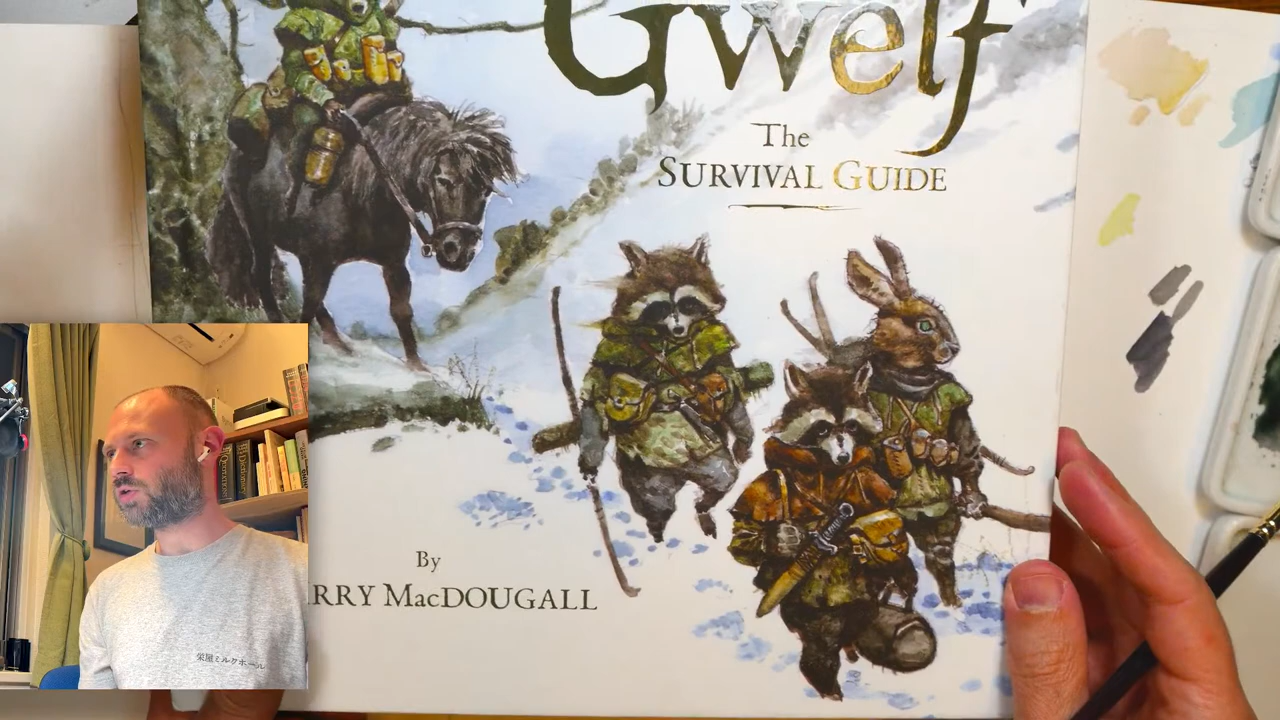 Gwelf
The
SURVIVAL GUIDE
By
RRY MacDOUGALL
栄屋ミルクホール